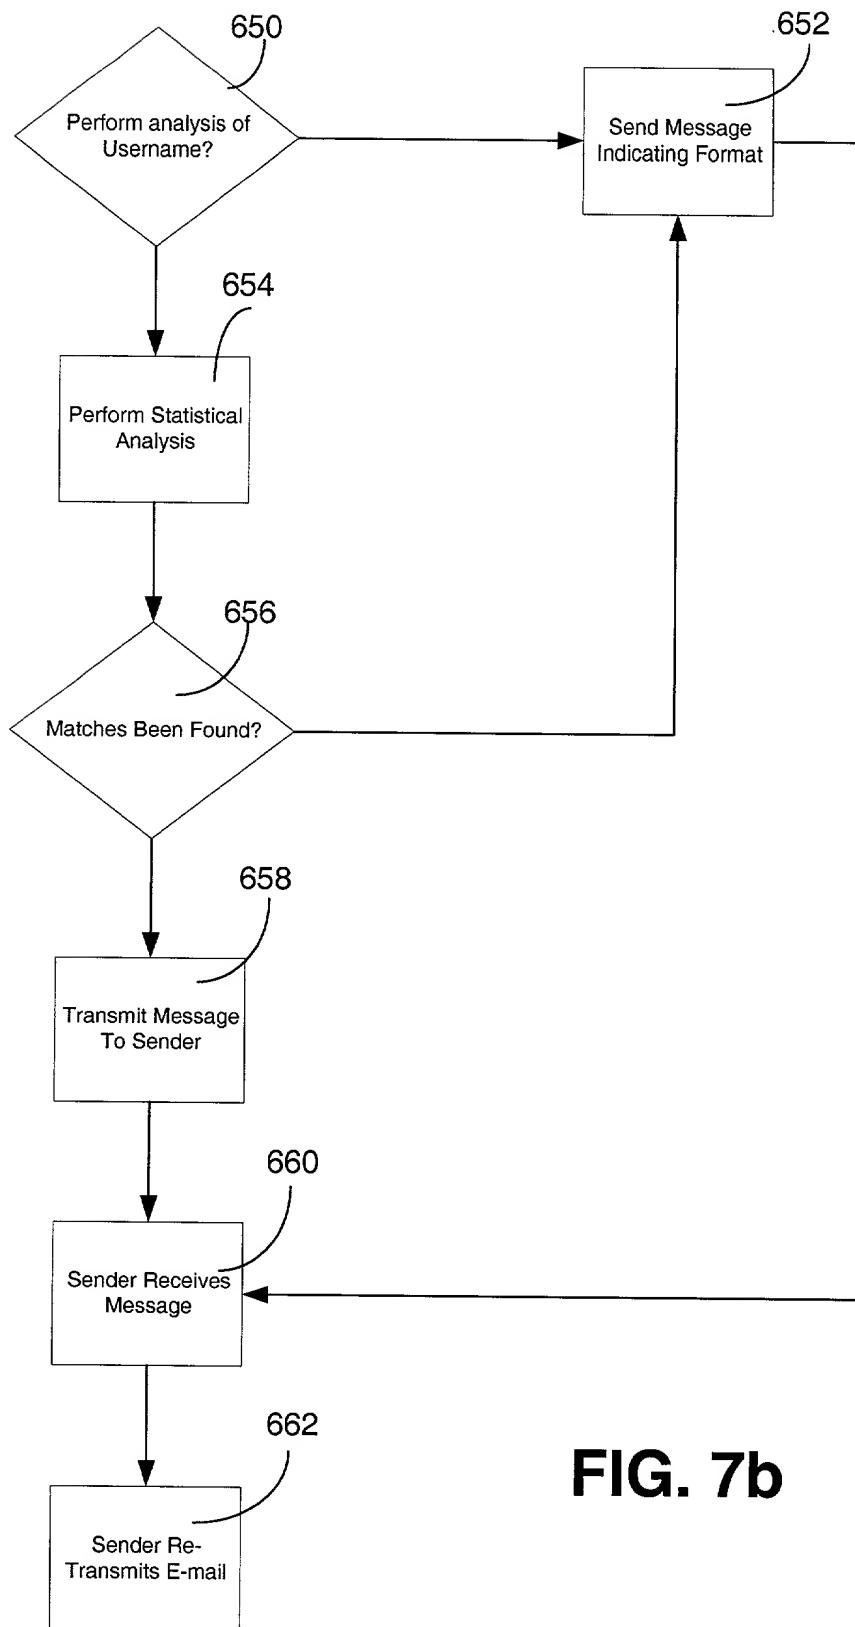 650
Perform analysis of
Username?
652
Send Message
Indicating Format
654
Perform Statistical
Analysis
656
Matches Been Found?
658
Transmit Message
To Sender
660
Sender Receives
Message
662
Sender Re-
Transmits E-mail
FIG. 7b